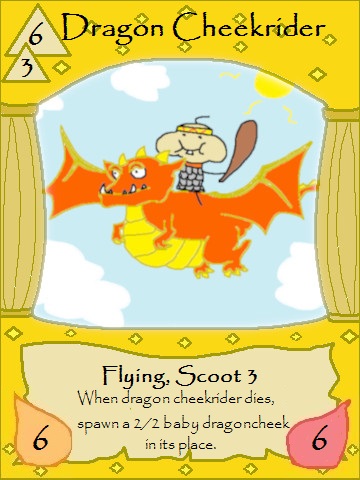 6
Dragon Cheekrider
3
Flying, Scoot 3
When dragon cheekrider dies,
spawn a 2/2 baby dragoncheek
in its place.
6
6